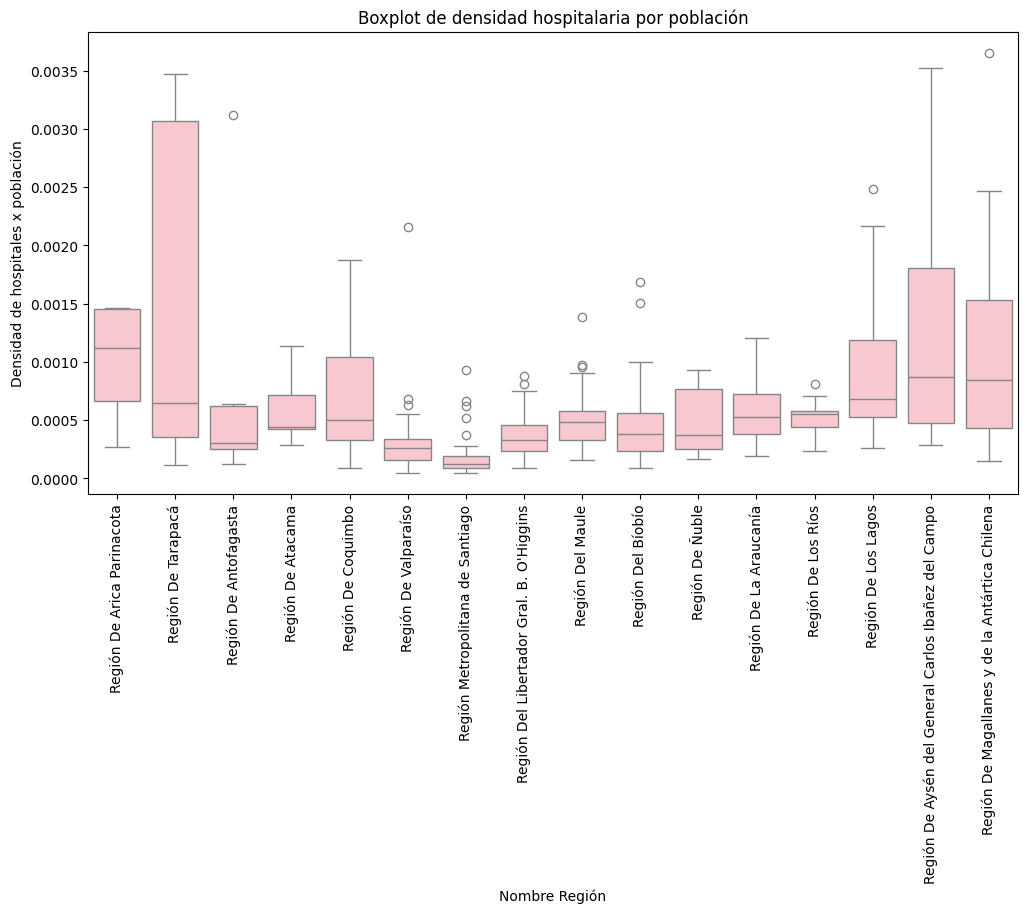 Boxplot de densidad hospitalaria por población
Densidad de hospitales x población
0.0035
0.0030
0.0025
0.0020
0.0015
0.0010
0.0005
0.0000
Región De Arica Parinacota
Región De Tarapacá
Región De Antofagasta
Región De Atacama
Región De Coquimbo
Región De Valparaíso
Región Metropolitana de Santiago
Región Del Libertador Gral. B. O'Higgins
Región Del Maule
Región Del Bíobío
Región De Ñuble
Región De La Araucanía
Región De Los Ríos
Región De Los Lagos
Región De Aysén del General Carlos Ibañez del Campo
Región De Magallanes y de la Antártica Chilena
Nombre Región